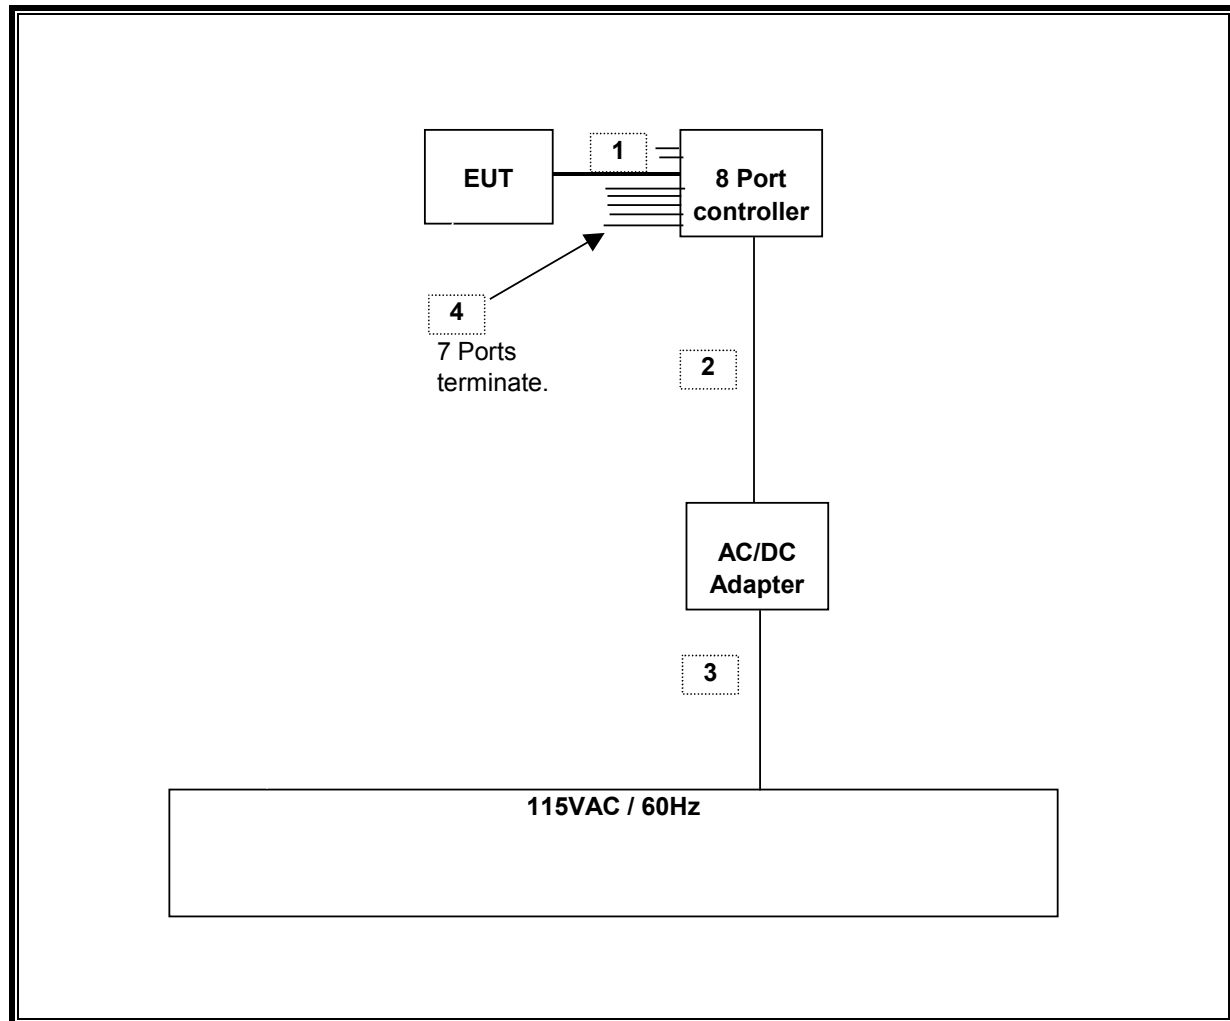 1
EUT
8 Port
controller
4
7 Ports
terminate.
2
AC/DC
Adapter
3
115VAC / 60Hz